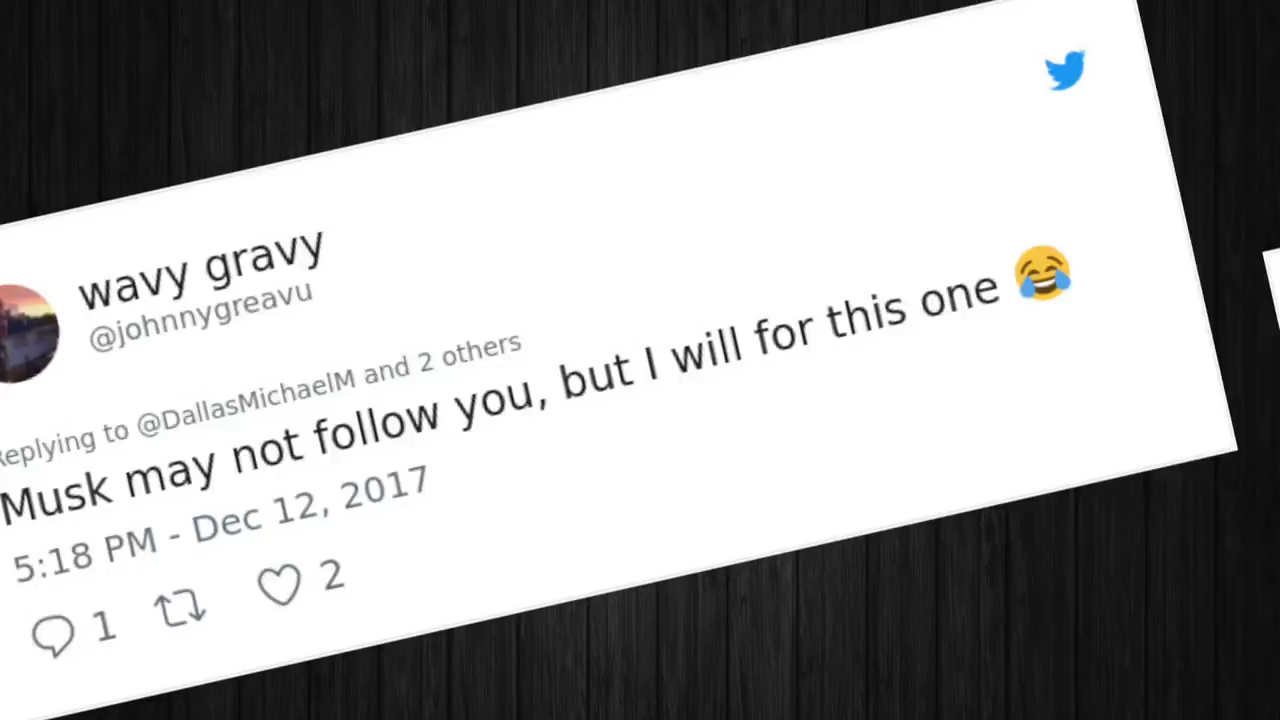 wavy gravy
@johnnygreavu
Replying to @DallasMichaelM and 2 others
Musk may not follow you, but I will for this one 😂
5:18 PM - Dec 12, 2017
1 2